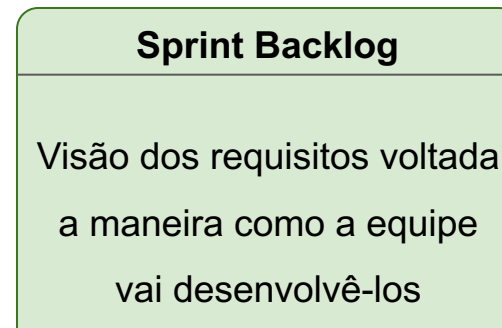 Sprint Backlog
Visão dos requisitos voltada
a maneira como a equipe
vai desenvolvê-los